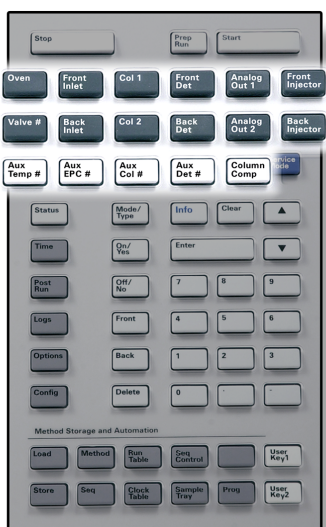 Stop
Prep Run
Start
Oven
Front Inlet
Col 1
Front Det
Analog Out 1
Front Injector
Valve #
Back Inlet
Col 2
Back Det
Analog Out 2
Back Injector
Aux Temp #
Aux EPC #
Aux Col #
Aux Det #
Column Comp
Status
Mode/ Type
Info
Clear
▲
Time
On/ Yes
Enter
▼
Post Run
Off/ No
7
8
9
Logs
Front
4
5
6
Options
Back
1
2
3
Config
Delete
0
Method Storage and Automation
Load
Method
Run Table
Seq Control
User Key1
Store
Seq
Clock Table
Sample Tray
Prog
User Key2